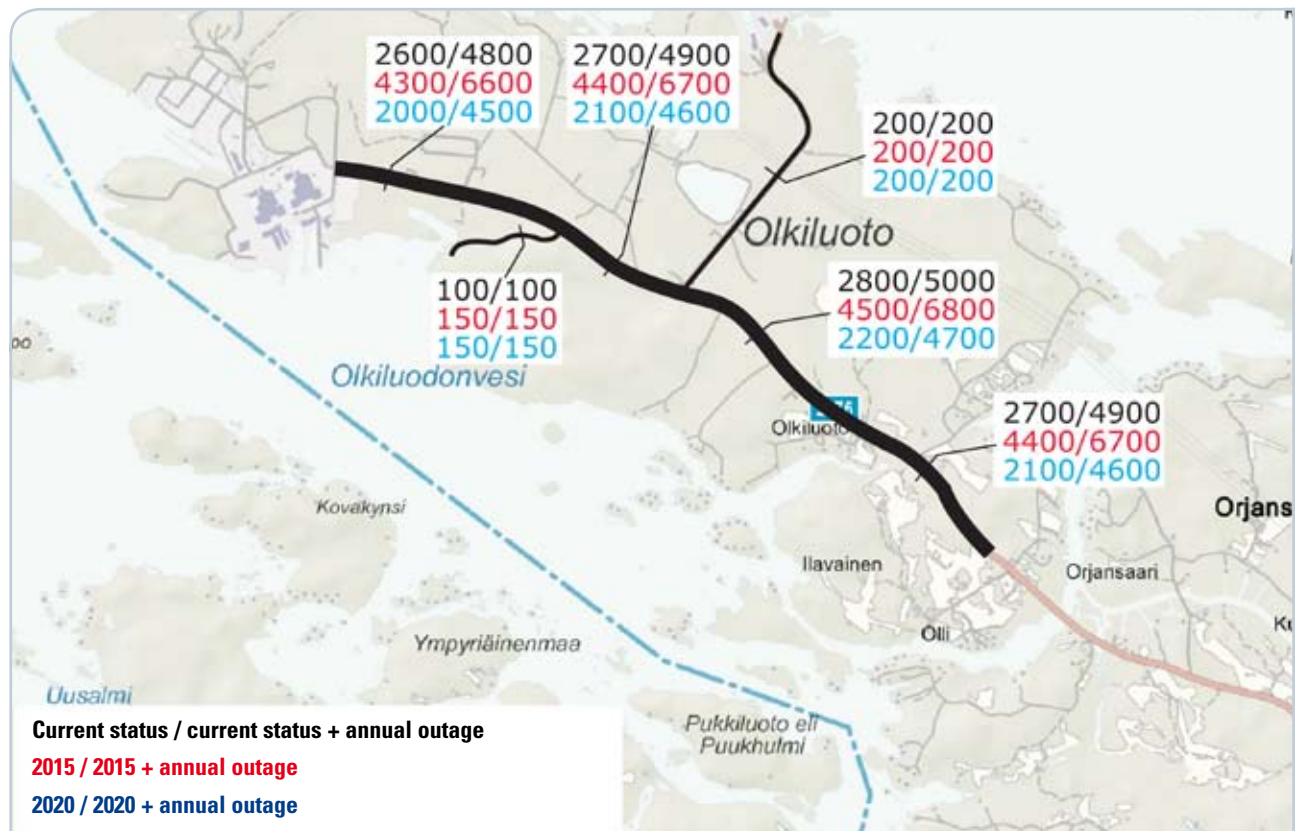 2600/4800
4300/6600
2000/4500
2700/4900
4400/6700
2100/4600
200/200
200/200
200/200
Olkiluoto
100/100
150/150
150/150
2800/5000
4500/6800
2200/4700
Olkiluodonvesi
Olkiluoto
2700/4900
4400/6700
2100/4600
Kovakynsi
Orjans
Ilavainen
Orjansaari
Olli
Ympyriäinenmaa
Uusalmi
Pukkiluoto eli
Puukhulmi
Current status / current status + annual outage
2015 / 2015 + annual outage
2020 / 2020 + annual outage